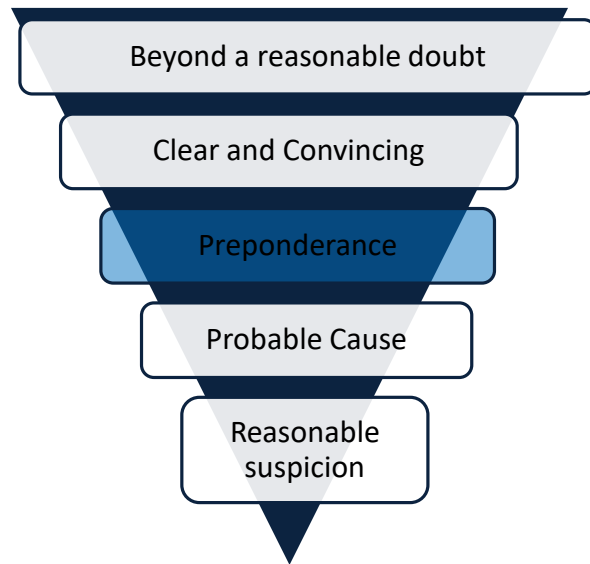 Beyond a reasonable doubt
Clear and Convincing
Preponderance
Probable Cause
Reasonable
suspicion